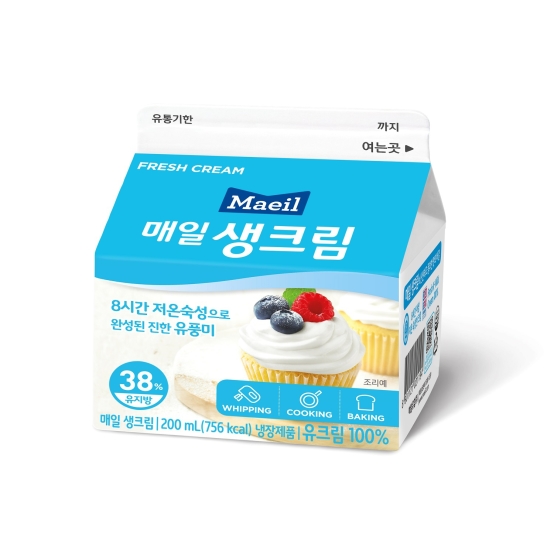 유통기한 까지
여는곳 ▶
FRESH CREAM
Maeil
매일 생크림
8시간 저온숙성으로
완성된 진한 유풍미
38%
유지방
조리예
WHIPPING COOKING BAKING
매일 생크림 | 200 mL(756 kcal) 냉장제품 | 유크림 100%